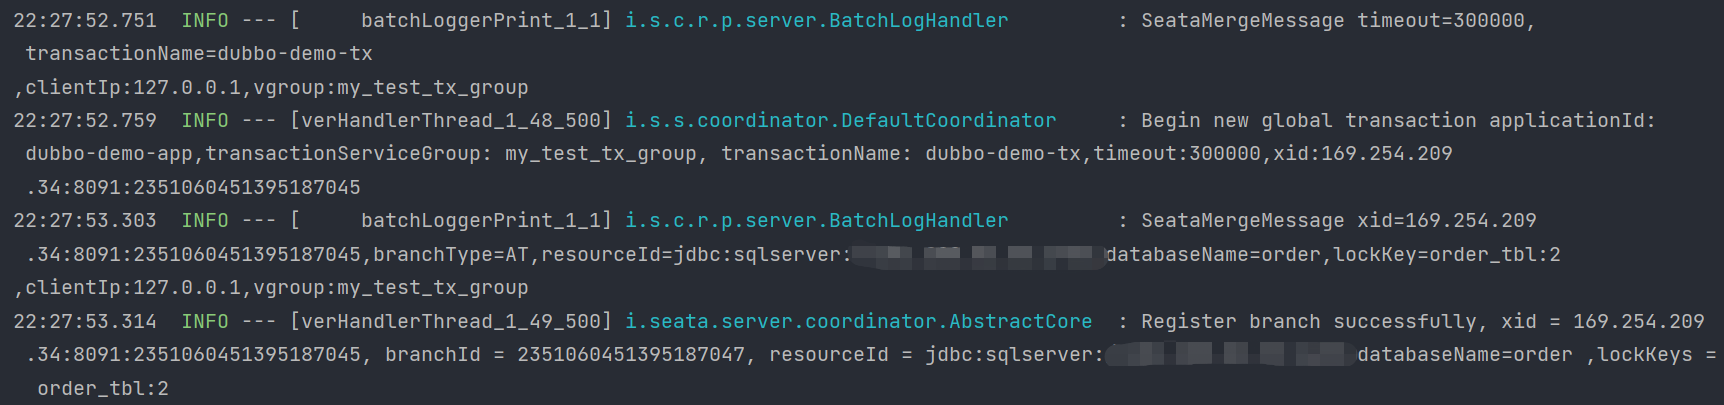 22:27:52.751  INFO --- [     batchLoggerPrint_1_1] i.s.c.r.p.server.BatchLogHandler         : SeataMergeMessage timeout=300000,
transactionName=dubbo-demo-tx
,clientIp:127.0.0.1,vgroup:my_test_tx_group
22:27:52.759  INFO --- [verHandlerThread_1_48_500] i.s.s.coordinator.DefaultCoordinator     : Begin new global transaction applicationId:
dubbo-demo-app,transactionServiceGroup: my_test_tx_group, transactionName: dubbo-demo-tx,timeout:300000,xid:169.254.209
.34:8091:2351060451395187045
22:27:53.303  INFO --- [     batchLoggerPrint_1_1] i.s.c.r.p.server.BatchLogHandler         : SeataMergeMessage xid=169.254.209
.34:8091:2351060451395187045,branchType=AT,resourceId=jdbc:sqlserver:databaseName=order,lockKey=order_tbl:2
,clientIp:127.0.0.1,vgroup:my_test_tx_group
22:27:53.314  INFO --- [verHandlerThread_1_49_500] i.seata.server.coordinator.AbstractCore  : Register branch successfully, xid = 169.254.209
.34:8091:2351060451395187045, branchId = 2351060451395187047, resourceId = jdbc:sqlserver:databaseName=order ,lockKeys =
order_tbl:2